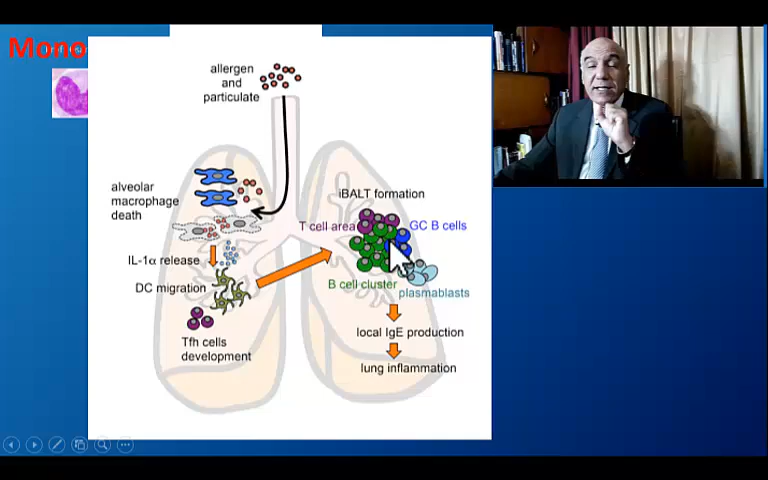 Mono
allergen
and
particulate
alveolar
macrophage
death
iBALT formation
T cell area
GC B cells
IL-1α release
DC migration
B cell cluster
plasmablasts
Tfh cells
development
local IgE production
lung inflammation